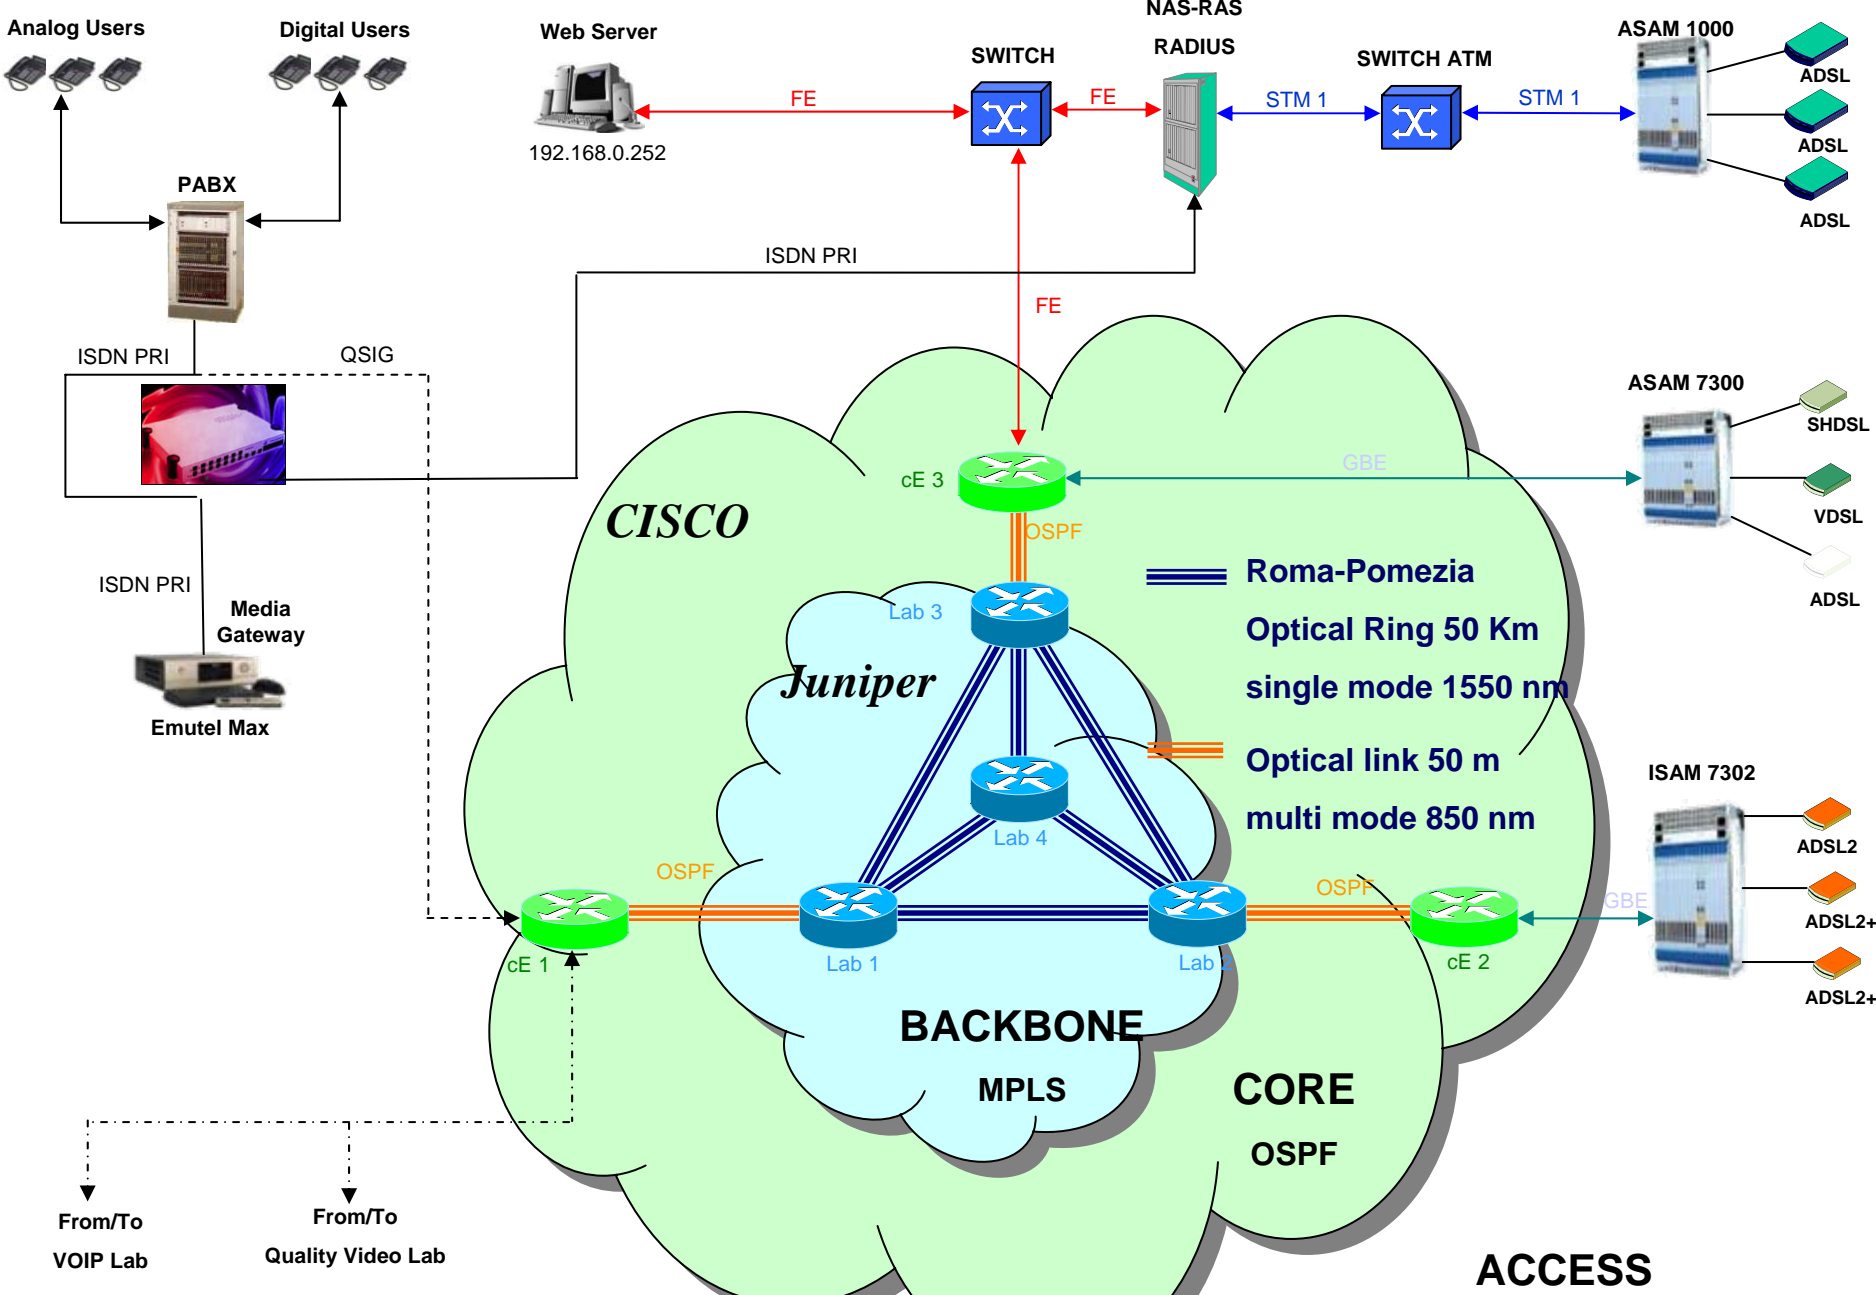 Analog Users
Digital Users
Web Server
192.168.0.252
SWITCH
NAS-RAS
RADIUS
SWITCH ATM
ASAM 1000
FE
FE
STM 1
STM 1
ADSL
ADSL
ADSL
PABX
ISDN PRI
FE
ISDN PRI
QSIG
ISDN PRI
Media
Gateway
Emutel Max
ASAM 7300
SHDSL
VDSL
ADSL
GBE
cE 3
OSPF
CISCO
Lab 3
Juniper
Roma-Pomezia
Optical Ring 50 Km
single mode 1550 nm
Optical link 50 m
multi mode 850 nm
Lab 4
ISAM 7302
ADSL2
ADSL2+
ADSL2+
OSPF
OSPF
GBE
cE 1
Lab 1
Lab 2
cE 2
BACKBONE
MPLS
CORE
OSPF
From/To
VOIP Lab
From/To
Quality Video Lab
ACCESS